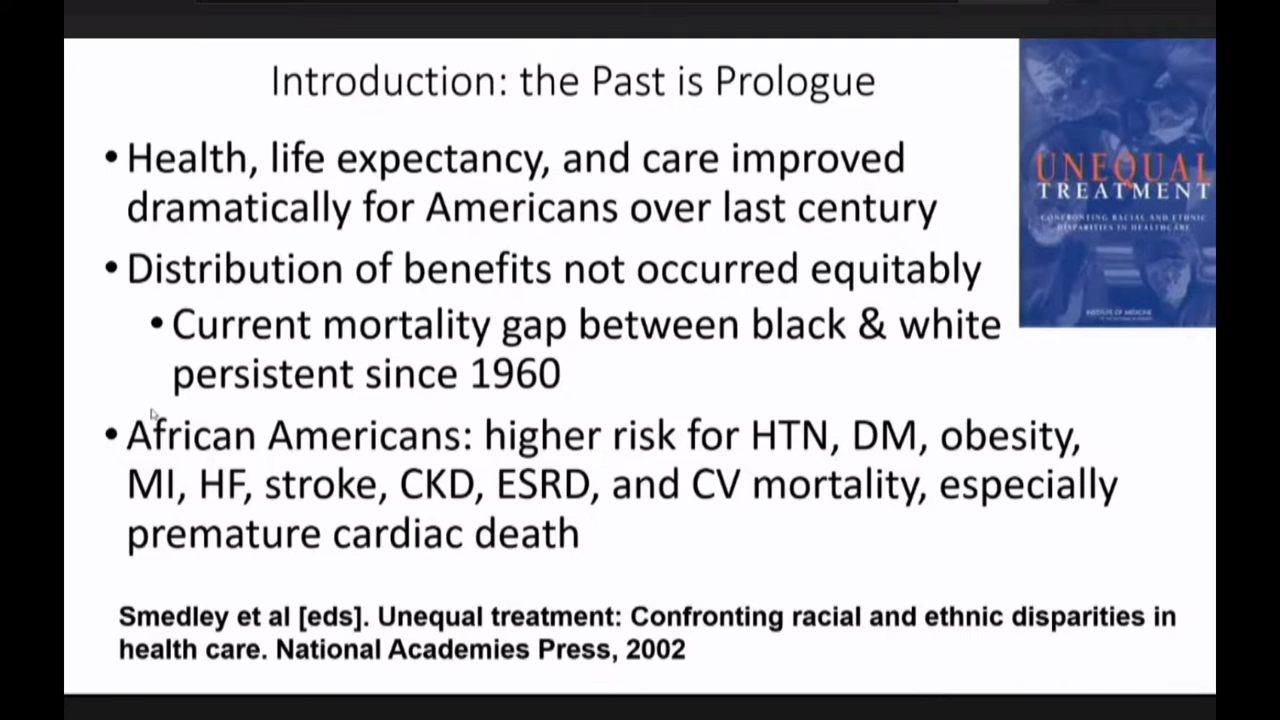 Introduction: the Past is Prologue
•Health, life expectancy, and care improved
dramatically for Americans over last century
•Distribution of benefits not occurred equitably
•Current mortality gap between black & white
persistent since 1960
•African Americans: higher risk for HTN, DM, obesity,
MI, HF, stroke, CKD, ESRD, and CV mortality, especially
premature cardiac death
Smedley et al [eds]. Unequal treatment: Confronting racial and ethnic disparities in
health care. National Academies Press, 2002
UNEQUAL
TREATMENT
CONFRONTING RACIAL AND ETHNIC
DISPARITIES IN HEALTHCARE
INSTITUTE OF MEDICINE